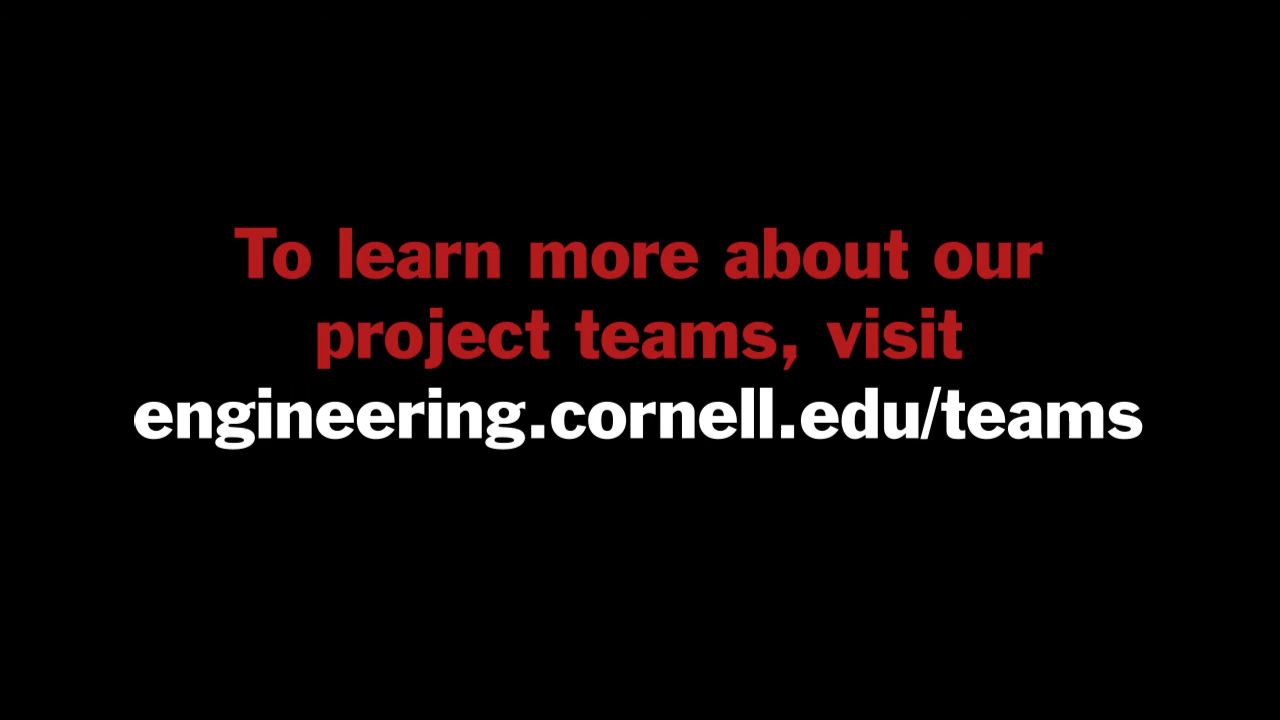 To learn more about our
project teams, visit
engineering.cornell.edu/teams